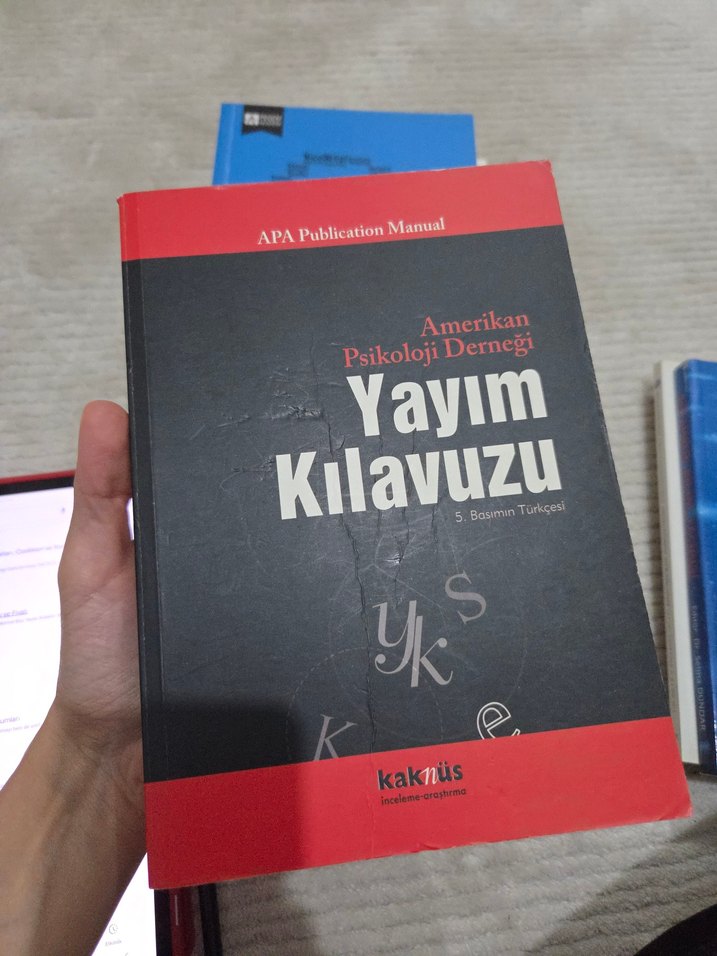 APA Publication Manual
Amerikan
Psikoloji Derneği
Yayım
Kılavuzu
5. Basımın Türkçesi
y k s
K
e
kaknüs
inceleme-araştırma